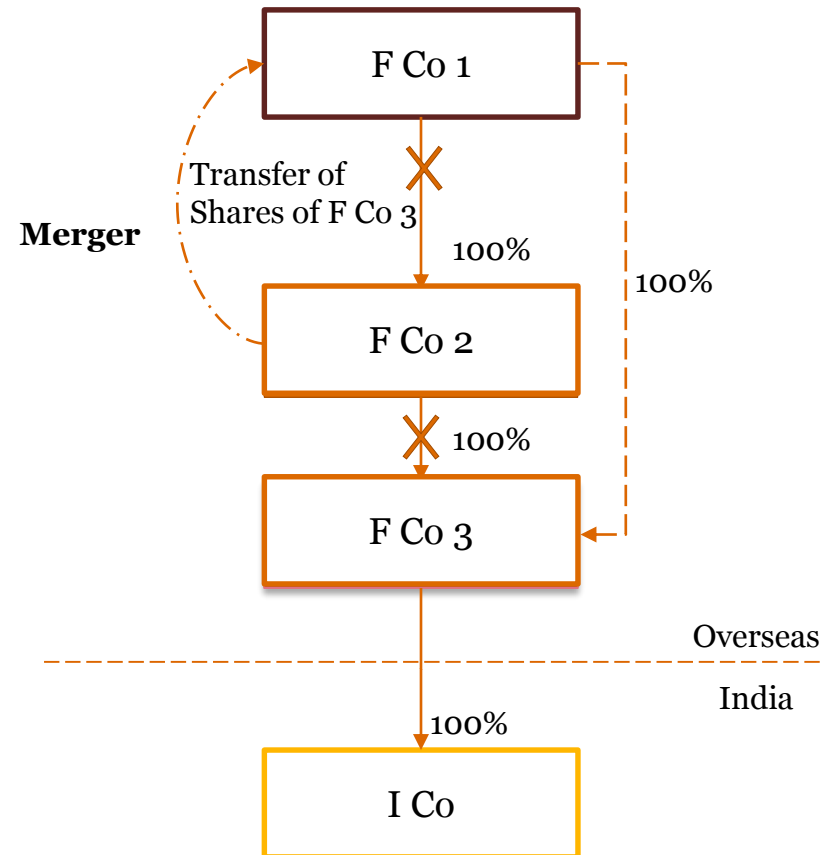 F Co 1
Transfer of
Shares of F Co 3
Merger
100%
100%
F Co 2
100%
F Co 3
Overseas
India
100%
I Co